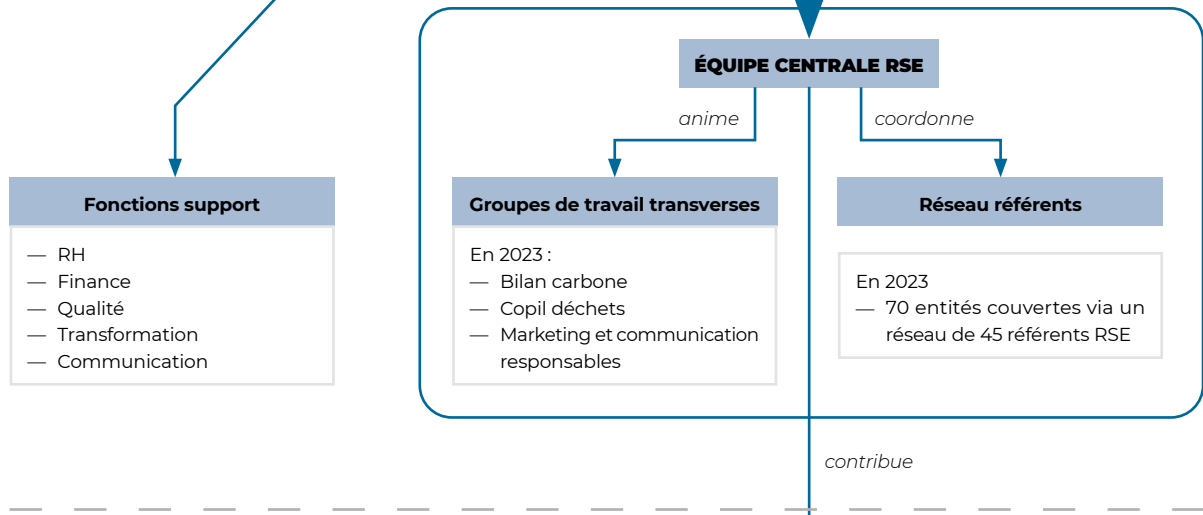 ÉQUIPE CENTRALE RSE
anime
coordonne
Fonctions support
— RH
— Finance
— Qualité
— Transformation
— Communication
Groupes de travail transverses
En 2023 :
— Bilan carbone
— Copil déchets
— Marketing et communication
responsables
Réseau référents
En 2023
— 70 entités couvertes via un
réseau de 45 référents RSE
contribue